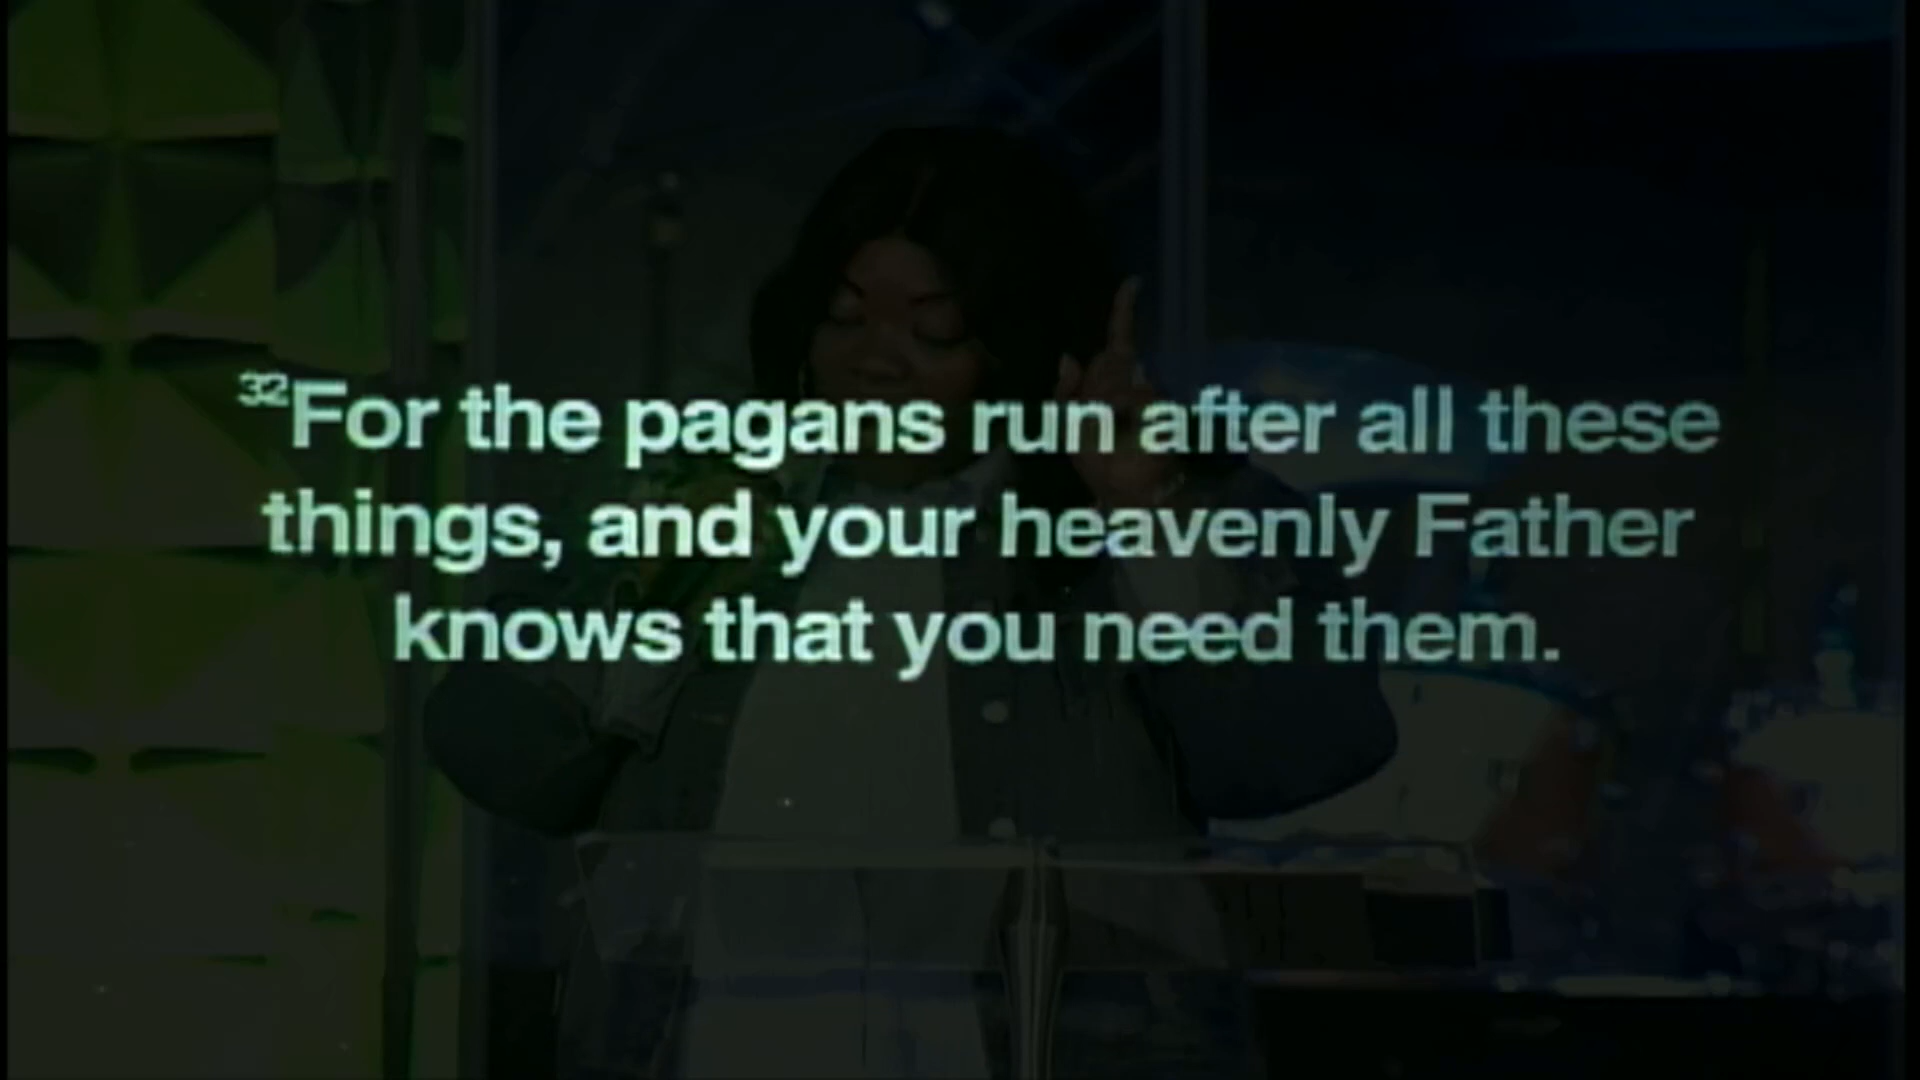 ³²For the pagans run after all these
things, and your heavenly Father
knows that you need them.